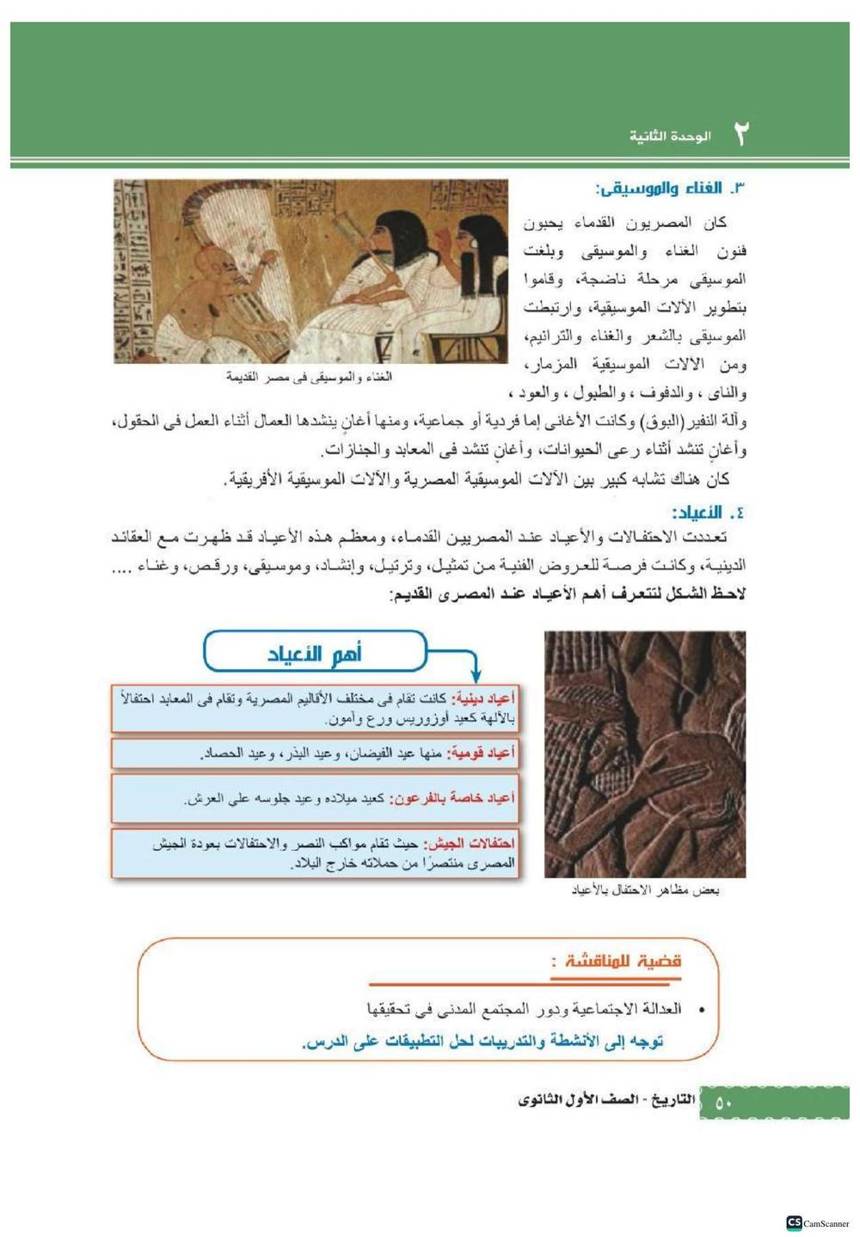 ٢ الوحدة الثانية
٣. الغناء والموسيقى:
كان المصريون القدماء يحبون
فنون الغناء والموسيقى وبلغت
الموسيقى مرحلة ناضجة، وقاموا
بتطوير الآلات الموسيقية، وارتبطت
الموسيقى بالشعر والغناء والترانيم،
ومن الآلات الموسيقية المزمار،
والناى ، والدفوف ، والطبول ، والعود ،
الغناء والموسيقى فى مصر القديمة
وآلة النفير(البوق) وكانت الأغانى إما فردية أو جماعية، ومنها أغانٍ ينشدها العمال أثناء العمل فى الحقول،
وأغانٍ تنشد أثناء رعى الحيوانات، وأغانٍ تنشد فى المعابد والجنازات.
كان هناك تشابه كبير بين الآلات الموسيقية المصرية والآلات الموسيقية الأفريقية.
٤. الأعياد:
تعددت الاحتفالات والأعياد عند المصريين القدماء، ومعظم هذه الأعياد قد ظهرت مع العقائد
الدينية، وكانت فرصة للعروض الفنية من تمثيل، وترتيل، وإنشاد، وموسيقى، ورقص، وغناء ....
لاحظ الشكل لتتعرف أهم الأعياد عند المصرى القديم:
أهم الأعياد
أعياد دينية: كانت تقام فى مختلف الأقاليم المصرية وتقام فى المعابد احتفالاً
بالآلهة كعيد أوزوريس ورع وآمون.
أعياد قومية: منها عيد الفيضان، وعيد البذر، وعيد الحصاد.
أعياد خاصة بالفرعون: كعيد ميلاده وعيد جلوسه على العرش.
احتفالات الجيش: حيث تقام مواكب النصر والاحتفالات بعودة الجيش
المصرى منتصرًا من حملاته خارج البلاد.
بعض مظاهر الاحتفال بالأعياد
قضية للمناقشة :
• العدالة الاجتماعية ودور المجتمع المدنى فى تحقيقها
توجه إلى الأنشطة والتدريبات لحل التطبيقات على الدرس.
٥٠ التاريخ - الصف الأول الثانوى
CS CamScanner